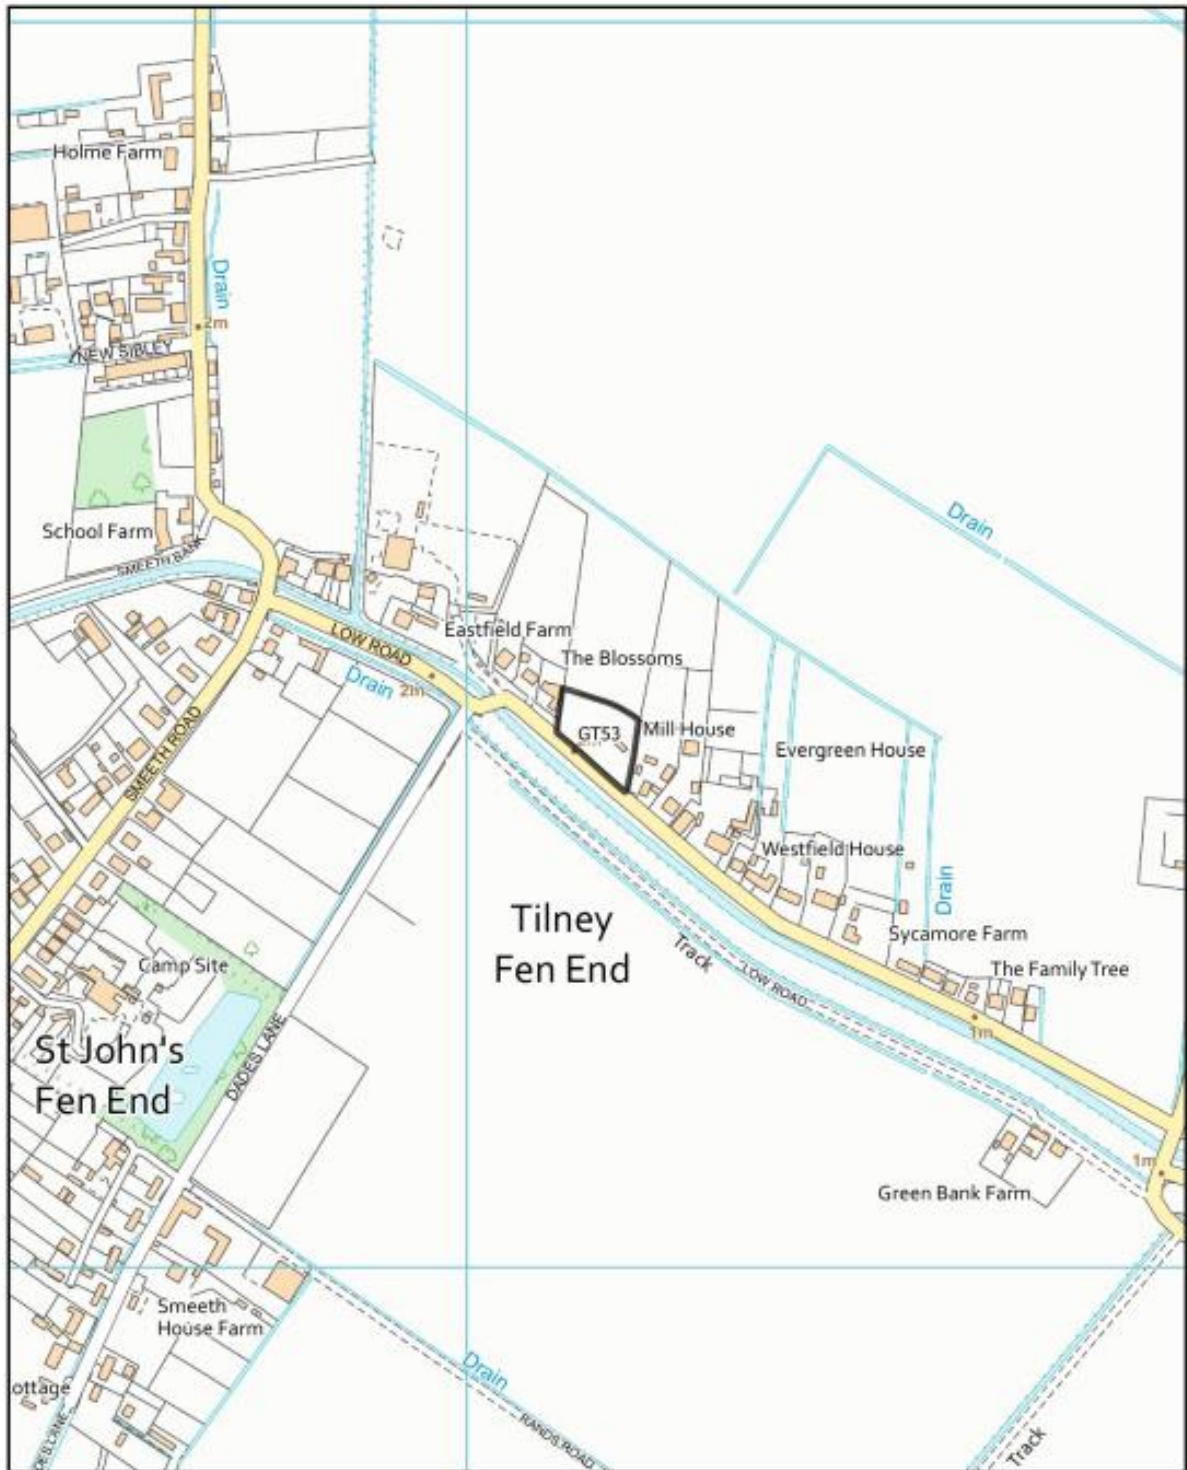 Holme Farm
Drain
2m
NEW SIBLEY
Drain
School Farm
SMEETH BANK
LOW ROAD
Eastfield Farm
The Blossoms
Drain
2m
GT53
Mill House
SMEETH ROAD
Evergreen House
Westfield House
Drain
Tilney
Fen End
Track
LOW ROAD
Sycamore Farm
Camp Site
The Family Tree
1m
St John's
Fen End
DADES LANE
1m
Green Bank Farm
Smeeth
House Farm
Drain
ottage
RANDS ROAD
Track
DES LANE